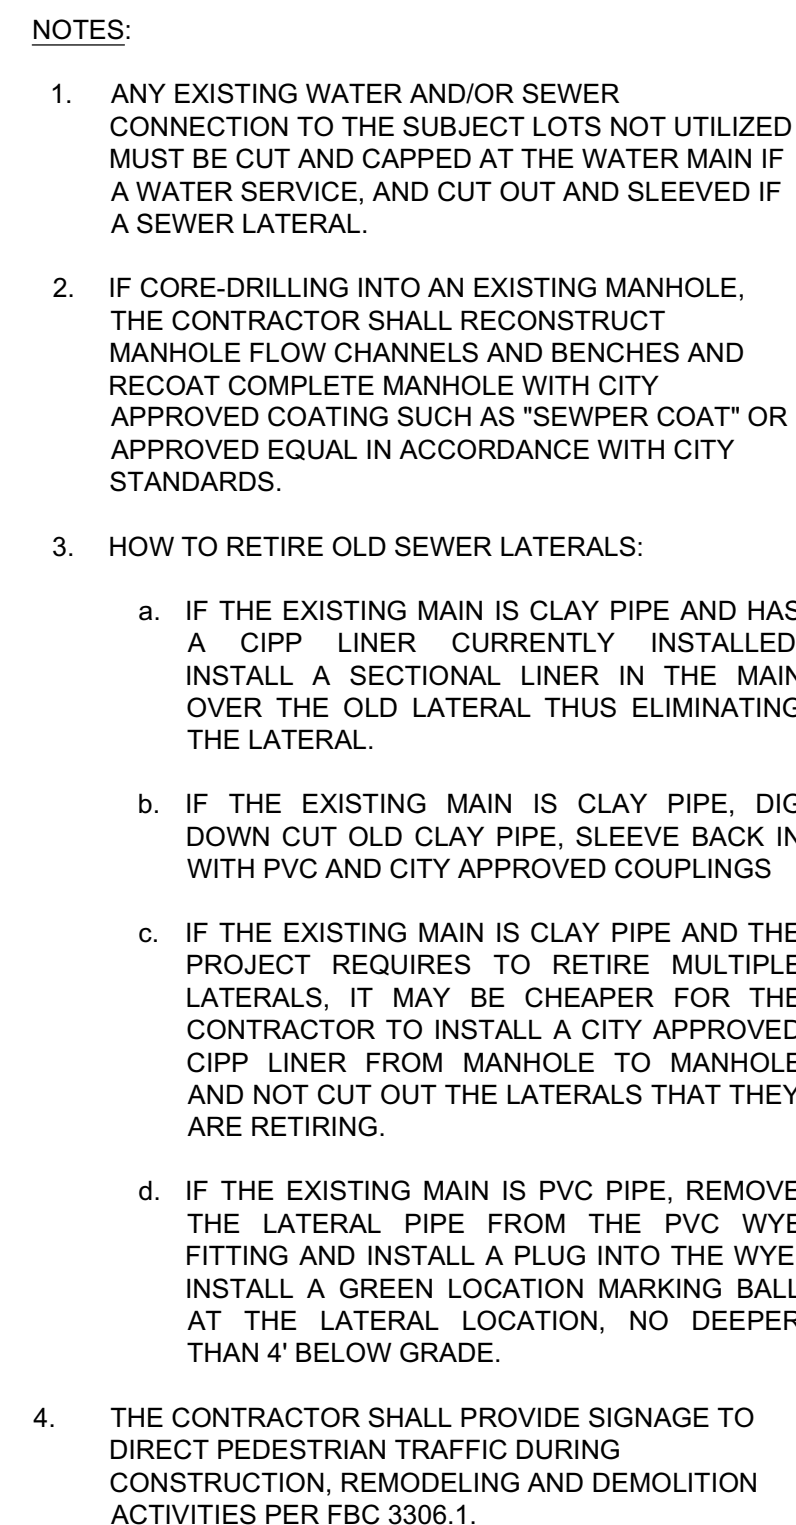 NOTES:
1. ANY EXISTING WATER AND/OR SEWER
CONNECTION TO THE SUBJECT LOTS NOT UTILIZED
MUST BE CUT AND CAPPED AT THE WATER MAIN IF
A WATER SERVICE, AND CUT OUT AND SLEEVED IF
A SEWER LATERAL.
2. IF CORE-DRILLING INTO AN EXISTING MANHOLE,
THE CONTRACTOR SHALL RECONSTRUCT
MANHOLE FLOW CHANNELS AND BENCHES AND
RECOAT COMPLETE MANHOLE WITH CITY
APPROVED COATING SUCH AS "SEWPER COAT" OR
APPROVED EQUAL IN ACCORDANCE WITH CITY
STANDARDS.
3. HOW TO RETIRE OLD SEWER LATERALS:
a. IF THE EXISTING MAIN IS CLAY PIPE AND HAS
A CIPP LINER CURRENTLY INSTALLED
INSTALL A SECTIONAL LINER IN THE MAIN
OVER THE OLD LATERAL THUS ELIMINATING
THE LATERAL.
b. IF THE EXISTING MAIN IS CLAY PIPE, DIG
DOWN CUT OLD CLAY PIPE, SLEEVE BACK IN
WITH PVC AND CITY APPROVED COUPLINGS
c. IF THE EXISTING MAIN IS CLAY PIPE AND THE
PROJECT REQUIRES TO RETIRE MULTIPLE
LATERALS, IT MAY BE CHEAPER FOR THE
CONTRACTOR TO INSTALL A CITY APPROVED
CIPP LINER FROM MANHOLE TO MANHOLE
AND NOT CUT OUT THE LATERALS THAT THEY
ARE RETIRING.
d. IF THE EXISTING MAIN IS PVC PIPE, REMOVE
THE LATERAL PIPE FROM THE PVC WYE
FITTING AND INSTALL A PLUG INTO THE WYE
INSTALL A GREEN LOCATION MARKING BALL
AT THE LATERAL LOCATION, NO DEEPER
THAN 4' BELOW GRADE.
4. THE CONTRACTOR SHALL PROVIDE SIGNAGE TO
DIRECT PEDESTRIAN TRAFFIC DURING
CONSTRUCTION, REMODELING AND DEMOLITION
ACTIVITIES PER FBC 3306.1.